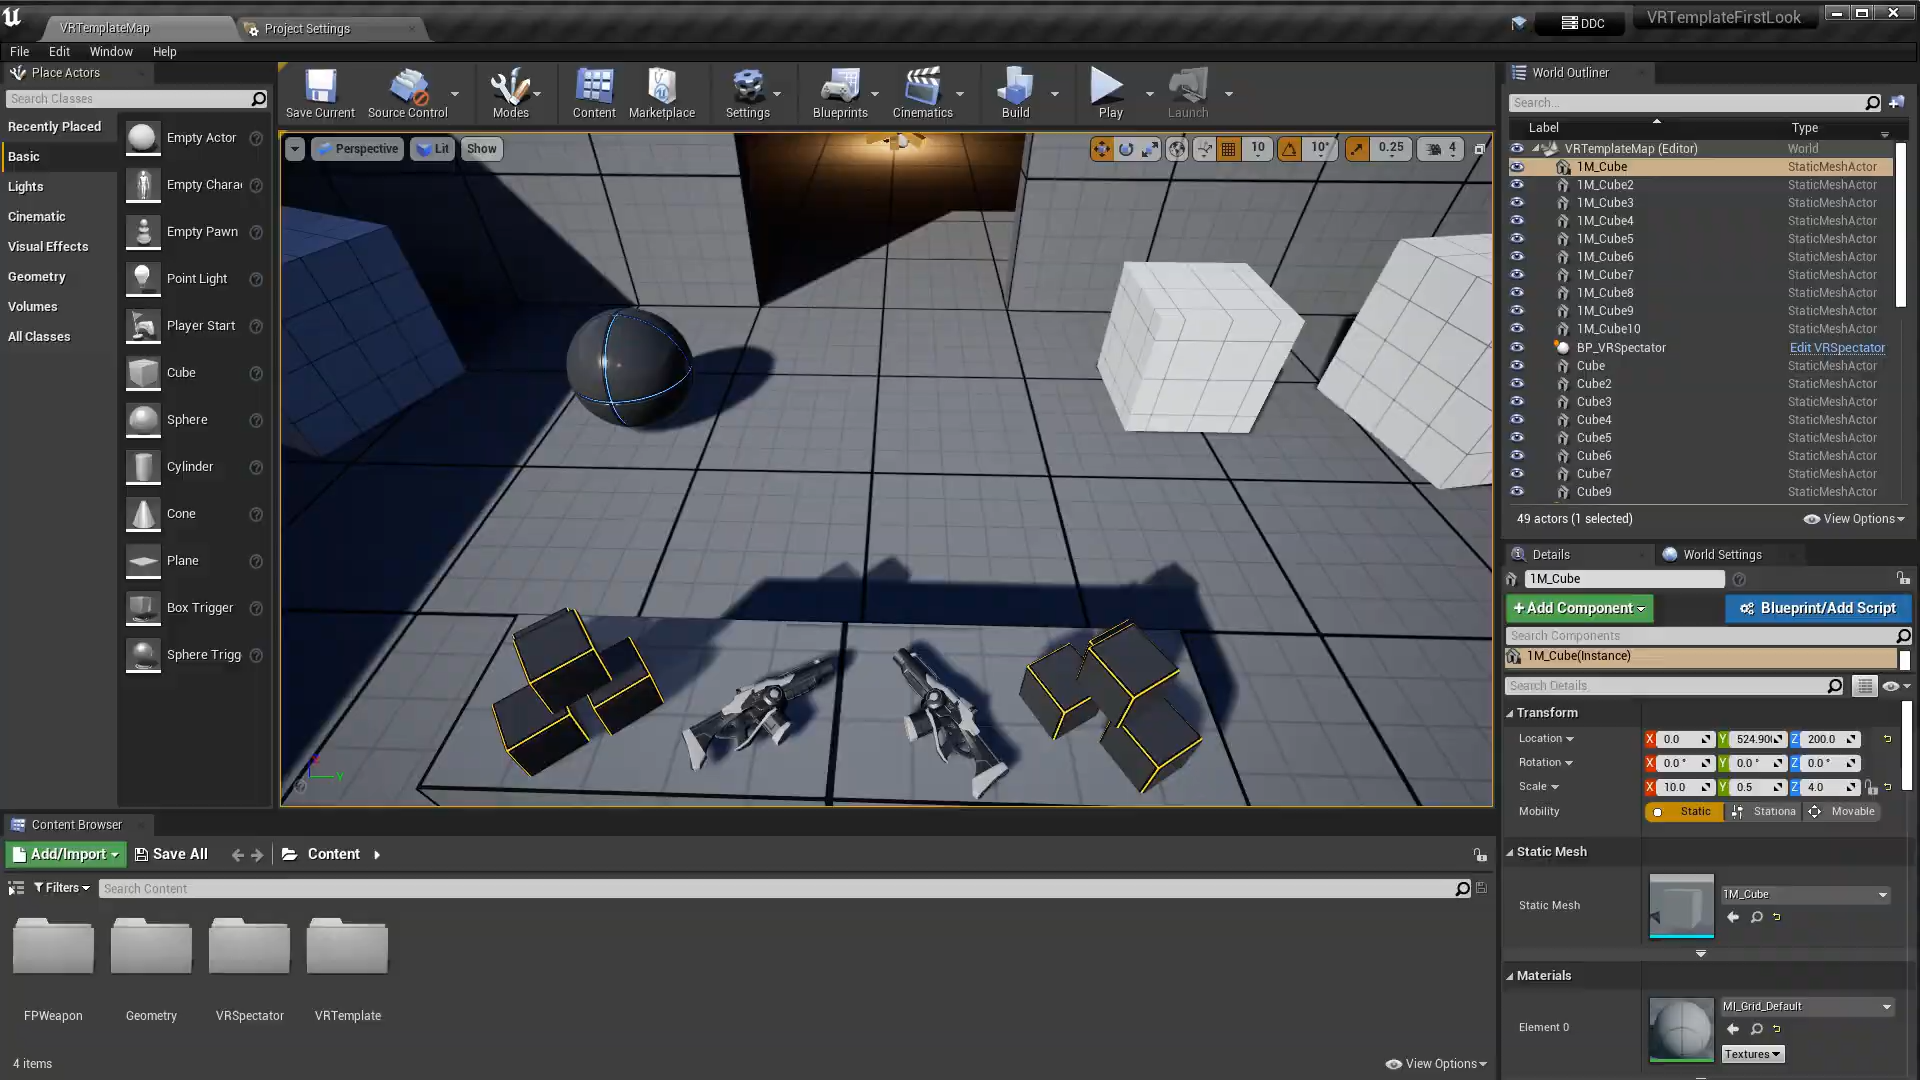 VRTemplateMap
Project Settings
DDC
VRTemplateFirstLook
File Edit Window Help
Place Actors
Search Classes
Recently Placed
Basic
Lights
Cinematic
Visual Effects
Geometry
Volumes
All Classes
Empty Actor
Empty Chara
Empty Pawn
Point Light
Player Start
Cube
Sphere
Cylinder
Cone
Plane
Box Trigger
Sphere Trigg
Save Current
Source Control
Modes
Content
Marketplace
Settings
Blueprints
Cinematics
Build
Play
Launch
Perspective Lit Show
10 10° 0.25 4
World Outliner
Search...
Label Type
VRTemplateMap (Editor) World
1M_Cube StaticMeshActor
1M_Cube2 StaticMeshActor
1M_Cube3 StaticMeshActor
1M_Cube4 StaticMeshActor
1M_Cube5 StaticMeshActor
1M_Cube6 StaticMeshActor
1M_Cube7 StaticMeshActor
1M_Cube8 StaticMeshActor
1M_Cube9 StaticMeshActor
1M_Cube10 StaticMeshActor
BP_VRSpectator Edit VRSpectator
Cube StaticMeshActor
Cube2 StaticMeshActor
Cube3 StaticMeshActor
Cube4 StaticMeshActor
Cube5 StaticMeshActor
Cube6 StaticMeshActor
Cube7 StaticMeshActor
Cube9 StaticMeshActor
49 actors (1 selected) View Options
Details World Settings
1M_Cube
+Add Component Blueprint/Add Script
Search Components
1M_Cube(Instance)
Search Details
Transform
Location X 0.0 Y 524.90 Z 200.0
Rotation X 0.0 ° Y 0.0 ° Z 0.0 °
Scale X 10.0 Y 0.5 Z 4.0
Mobility Static Stationa Movable
Static Mesh
Static Mesh 1M_Cube
Materials
Element 0 MI_Grid_Default
Textures
Content Browser
Add/Import Save All Content
Filters Search Content
FPWeapon
Geometry
VRSpectator
VRTemplate
4 items View Options